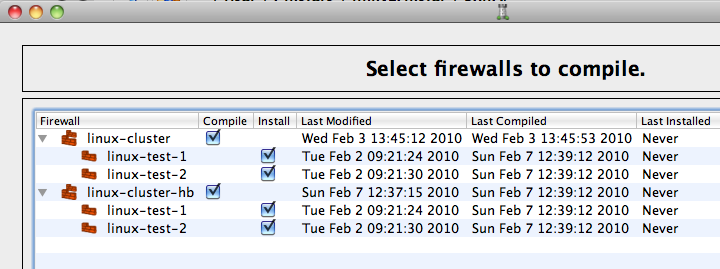 Select firewalls to compile.
Firewall Compile Install Last Modified Last Compiled Last Installed
linux-cluster Wed Feb 3 13:45:12 2010 Wed Feb 3 13:45:53 2010 Never
linux-test-1 Tue Feb 2 09:21:24 2010 Sun Feb 7 12:39:12 2010 Never
linux-test-2 Tue Feb 2 09:21:30 2010 Sun Feb 7 12:39:12 2010 Never
linux-cluster-hb Sun Feb 7 12:37:15 2010 Sun Feb 7 12:39:12 2010 Never
linux-test-1 Tue Feb 2 09:21:24 2010 Sun Feb 7 12:39:12 2010 Never
linux-test-2 Tue Feb 2 09:21:30 2010 Sun Feb 7 12:39:12 2010 Never